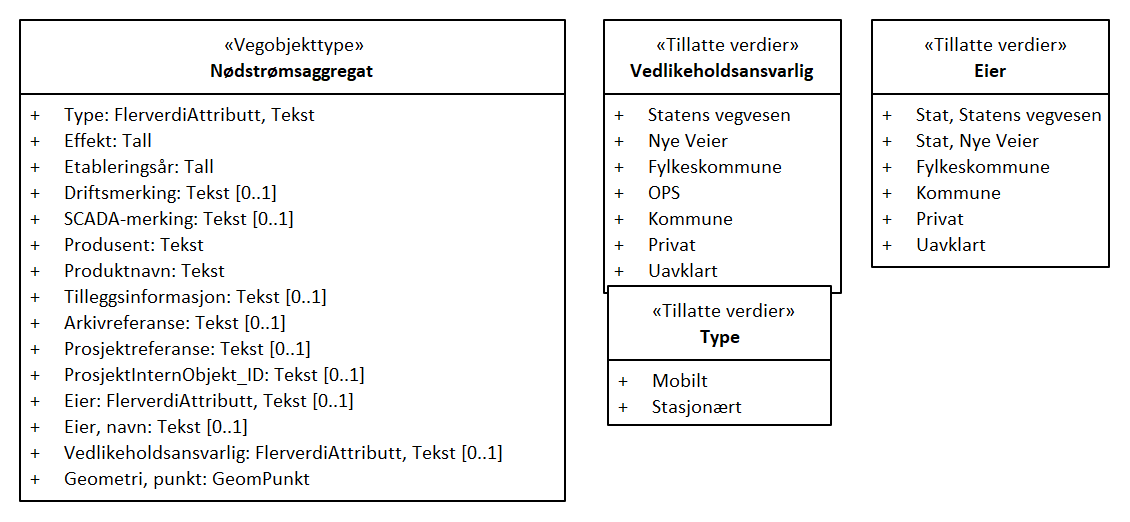 «Vegobjekttype»
Nødstrømsaggregat
+ Type: FlerverdiAttributt, Tekst
+ Effekt: Tall
+ Etableringsår: Tall
+ Driftsmerking: Tekst [0..1]
+ SCADA-merking: Tekst [0..1]
+ Produsent: Tekst
+ Produktnavn: Tekst
+ Tilleggsinformasjon: Tekst [0..1]
+ Arkivreferanse: Tekst [0..1]
+ Prosjektreferanse: Tekst [0..1]
+ ProsjektInternObjekt_ID: Tekst [0..1]
+ Eier: FlerverdiAttributt, Tekst [0..1]
+ Eier, navn: Tekst [0..1]
+ Vedlikeholdsansvarlig: FlerverdiAttributt, Tekst [0..1]
+ Geometri, punkt: GeomPunkt
«Tillatte verdier»
Vedlikeholdsansvarlig
+ Statens vegvesen
+ Nye Veier
+ Fylkeskommune
+ OPS
+ Kommune
+ Privat
+ Uavklart
«Tillatte verdier»
Type
+ Mobilt
+ Stasjonært
«Tillatte verdier»
Eier
+ Stat, Statens vegvesen
+ Stat, Nye Veier
+ Fylkeskommune
+ Kommune
+ Privat
+ Uavklart